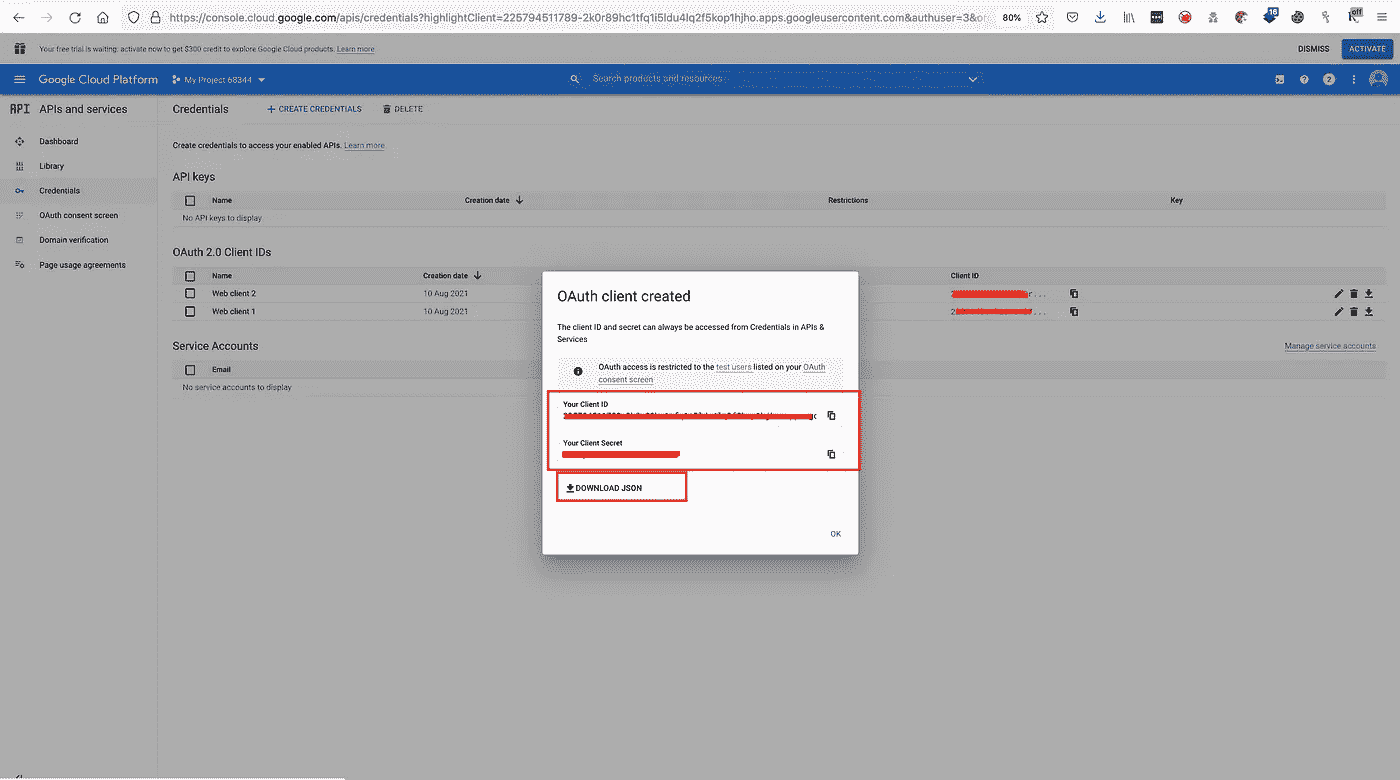 https://console.cloud.google.com/apis/credentials?highlightClient=225794511789-2k0r89hc1tfq1i5ldu4lq2f5kop1hjho.apps.googleusercontent.com&authuser=3&o
80%
16
off
Your free trial is waiting: activate now to get $300 credit to explore Google Cloud products. Learn more
DISMISS
ACTIVATE
Google Cloud Platform
My Project 68344
Search products and resources
API APIs and services
Credentials
CREATE CREDENTIALS
DELETE
Dashboard
Library
Credentials
OAuth consent screen
Domain verification
Page usage agreements
Create credentials to access your enabled APIs. Learn more
API keys
Name
Creation date
Restrictions
Key
No API keys to display
OAuth 2.0 Client IDs
Name
Creation date
Client ID
Web client 2
10 Aug 2021
Web client 1
10 Aug 2021
Service Accounts
Manage service accounts
Email
No service accounts to display
OAuth client created
The client ID and secret can always be accessed from Credentials in APIs &
Services
OAuth access is restricted to the test users listed on your OAuth
consent screen
Your Client ID
Your Client Secret
DOWNLOAD JSON
OK